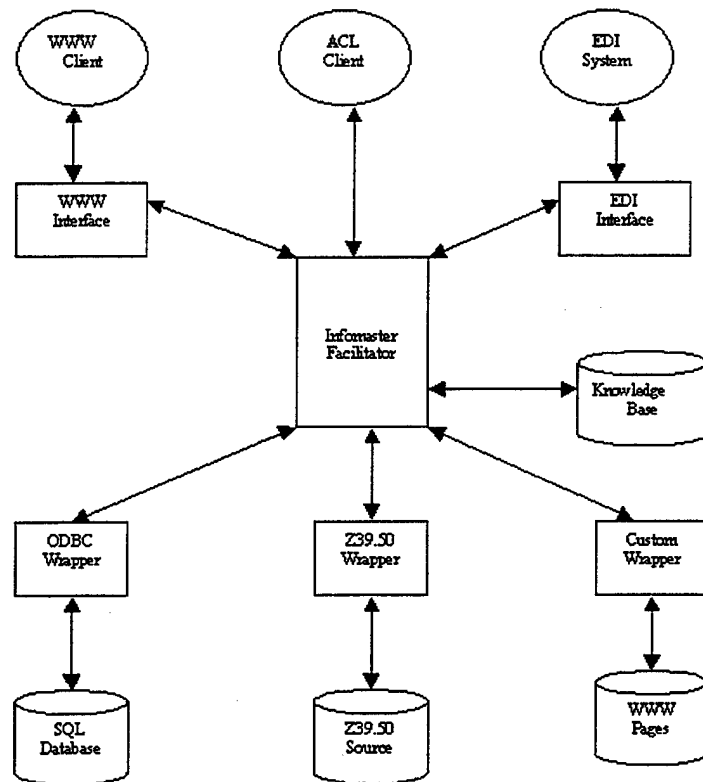 WWW
Client
ACL
Client
EDI
System
WWW
Interface
EDI
Interface
Infomaster
Facilitator
Knowledge
Base
ODBC
Wrapper
Z39.50
Wrapper
Custom
Wrapper
SQL
Database
Z39.50
Source
WWW
Pages